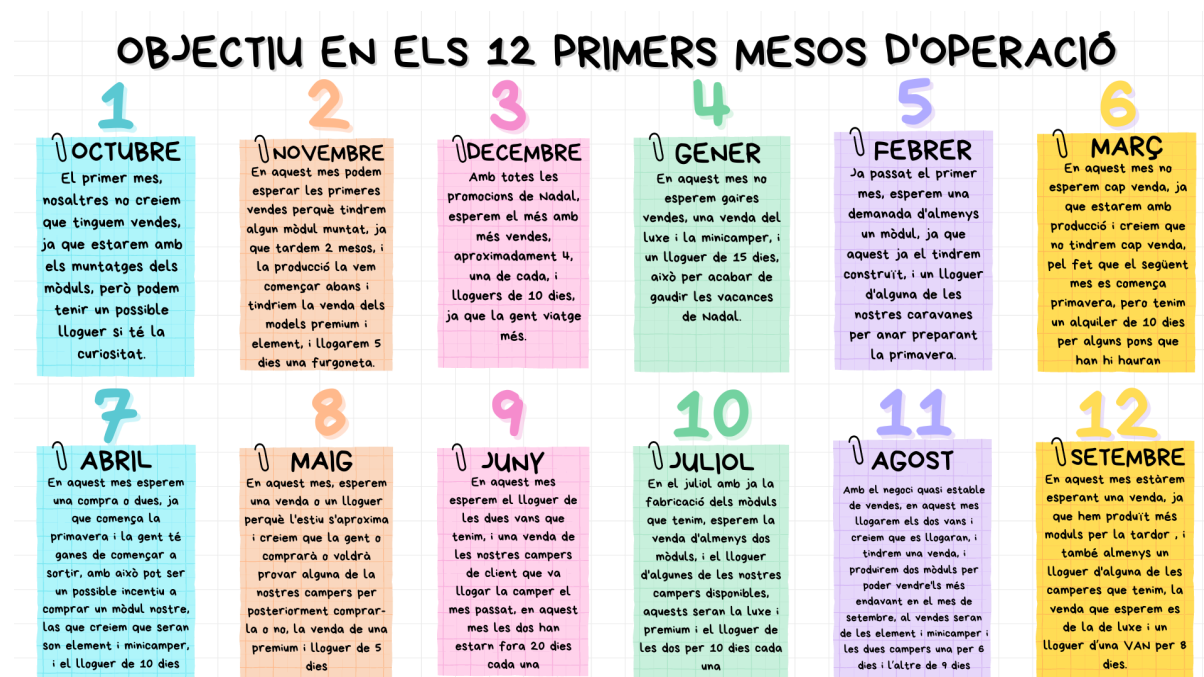 OBJECTIU EN ELS 12 PRIMERS MESOS D'OPERACIÓ
1
OCTUBRE
El primer mes,
nosaltres no creiem
que tinguem vendes,
ja que estarem amb
els muntatges dels
mòduls, però podem
tenir un possible
lloguer si té la
curiositat.
2
NOVEMBRE
En aquest mes podem
esperar les primeres
vendes perquè tindrem
algun mòdul muntat, ja
que tardem 2 mesos, i
la producció la vem
començar abans i
tindriem la venda dels
models premium i
element, i llogarem 5
dies una furgoneta.
3
DECEMBRE
Amb totes les
promocions de Nadal,
esperem el més amb
més vendes,
aproximadament 4,
una de cada, i
lloguers de 10 dies,
ja que la gent viatge
més.
4
GENER
En aquest mes no
esperem gaires
vendes, una venda del
luxe i la minicamper, i
un lloguer de 15 dies,
això per acabar de
gaudir les vacances
de Nadal.
5
FEBRER
Ja passat el primer
mes, esperem una
demanada d'almenys
un mòdul, ja que
aquest ja el tindrem
construït, i un lloguer
d'alguna de les
nostres caravanes
per anar preparant
la primavera.
6
MARÇ
En aquest mes no
esperem cap venda, ja
que estarem amb
producció i creiem que
no tindrem cap venda,
pel fet que el següent
mes es comença
primavera, pero tenim
un alquiler de 10 dies
per alguns pons que
han hi hauran
7
ABRIL
En aquest mes, esperem
una compra o dues, ja
que comença la
primavera i la gent té
ganes de començar a
sortir, amb això pot ser
un possible incentiu a
comprar un mòdul nostre,
las que creiem que seran
son element i minicamper,
i el lloguer de 10 dies
8
MAIG
En aquest mes, esperem
una venda o un lloguer
perquè l'estiu s'aproxima
i creiem que la gent o
comprarà o voldrà
provar alguna de la
nostres campers per
posteriorment comprar-
la o no, la venda de una
premium i lloguer de 5
dies
9
JUNY
En aquest mes
esperem el lloguer de
les dues vans que
tenim, i una venda de
les nostres campers
de client que va
llogar la camper el
mes passat, en aquest
mes les dos han
estarn fora 20 dies
cada una
10
JULIOL
En el juliol amb ja la
fabricació dels mòduls
que tenim, esperem la
venda d'almenys dos
mòduls, i el lloguer
d'algunes de les nostres
campers disponibles,
aquests seran la luxe i
premium i el lloguer de
les dos per 10 dies cada
una
11
AGOST
Amb el negoci quasi estable
de vendes, en aquest mes
llogarem els dos vans i
creiem que es llogaran, i
tindrem una venda, i
produirem dos mòduls per
poder vendre'ls més
endavant en el mes de
setembre, al vendes seran
de les element i minicamper i
les dues campers una per 6
dies i l'altre de 9 dies
12
SETEMBRE
En aquest mes estàrem
esperant una venda, ja
que hem produït més
moduls per la tardor , i
també almenys un
lloguer d'alguna de les
camperes que tenim, la
venda que esperem es
de la de luxe i un
lloguer d'una VAN per 8
dies.